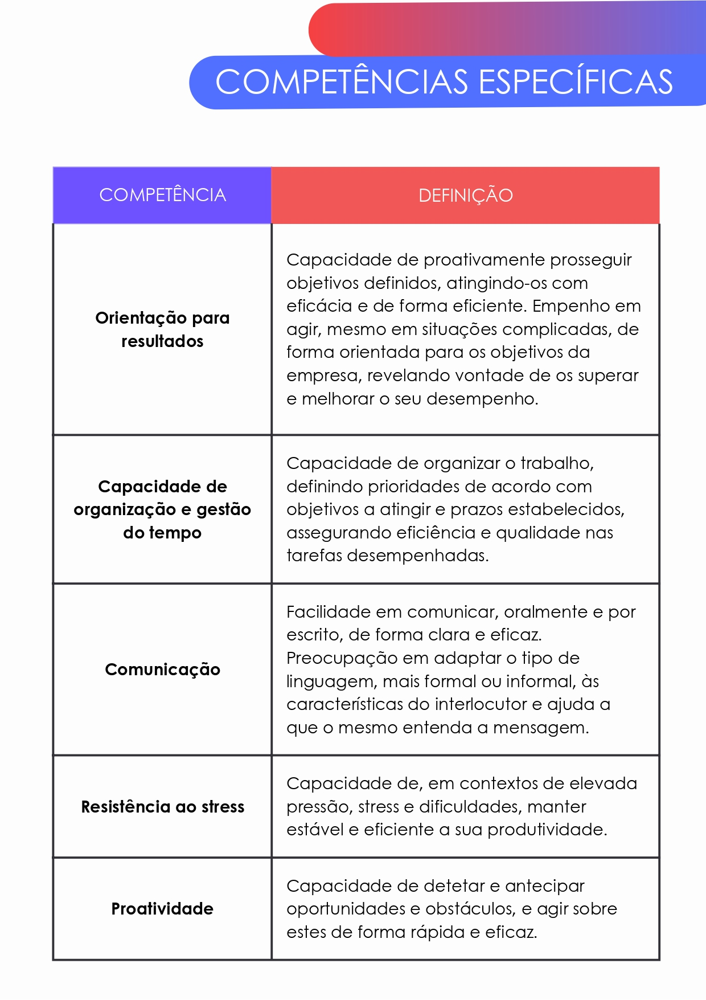 COMPETÊNCIAS ESPECÍFICAS
COMPETÊNCIA
DEFINIÇÃO
Orientação para
resultados
Capacidade de proativamente prosseguir
objetivos definidos, atingindo-os com
eficácia e de forma eficiente. Empenho em
agir, mesmo em situações complicadas, de
forma orientada para os objetivos da
empresa, revelando vontade de os superar
e melhorar o seu desempenho.
Capacidade de
organização e gestão
do tempo
Capacidade de organizar o trabalho,
definindo prioridades de acordo com
objetivos a atingir e prazos estabelecidos,
assegurando eficiência e qualidade nas
tarefas desempenhadas.
Comunicação
Facilidade em comunicar, oralmente e por
escrito, de forma clara e eficaz.
Preocupação em adaptar o tipo de
linguagem, mais formal ou informal, às
características do interlocutor e ajuda a
que o mesmo entenda a mensagem.
Resistência ao stress
Capacidade de, em contextos de elevada
pressão, stress e dificuldades, manter
estável e eficiente a sua produtividade.
Proatividade
Capacidade de detetar e antecipar
oportunidades e obstáculos, e agir sobre
estes de forma rápida e eficaz.